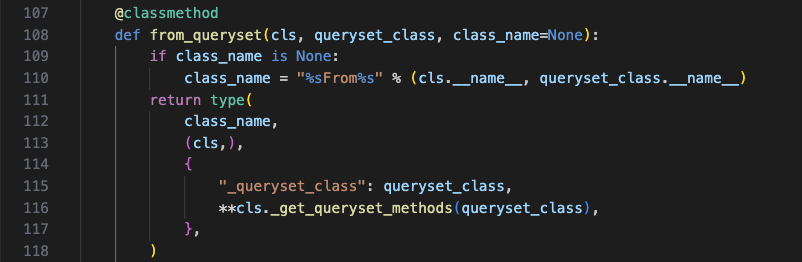 107 @classmethod
108 def from_queryset(cls, queryset_class, class_name=None):
109 if class_name is None:
110 class_name = "%sFrom%s" % (cls.__name__, queryset_class.__name__)
111 return type(
112 class_name,
113 (cls,),
114 {
115 "_queryset_class": queryset_class,
116 **cls._get_queryset_methods(queryset_class),
117 },
118 )